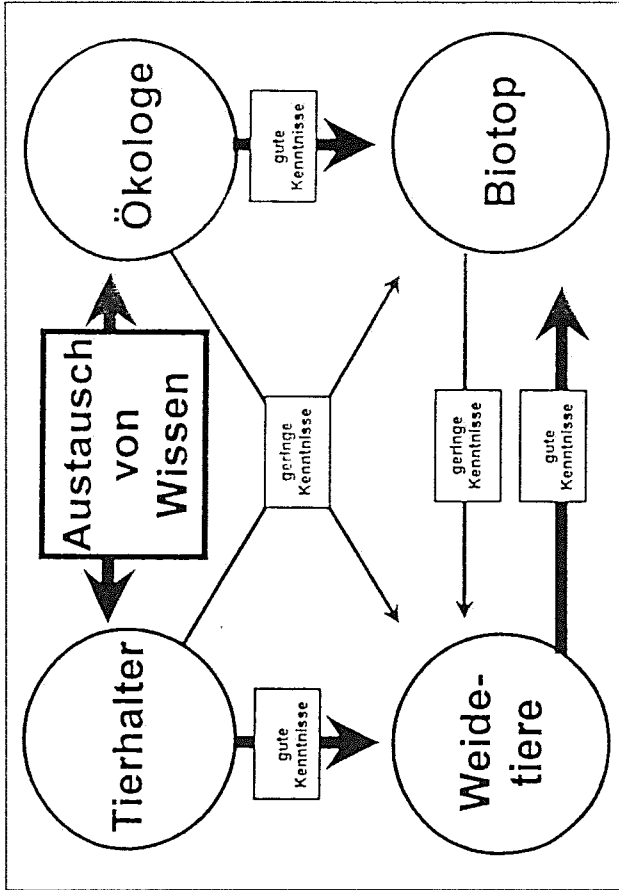 Tierhalter
Austausch
von
Wissen
Ökologe
gute
Kenntnisse
geringe
Kenntnisse
gute
Kenntnisse
geringe
Kenntnisse
gute
Kenntnisse
Weide-
tiere
Biotop